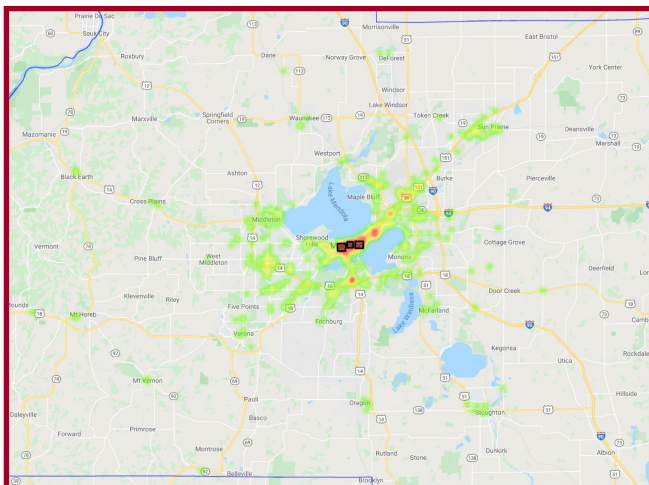 Prairie Du Sac
Sauk City
Morrisonville
East Bristol
Dane
Norway Grove
DeForest
York Center
Roxbury
Windsor
Lake Windsor
Marxville
Springfield
Corners
Waunakee
Token Creek
Sun Prairie
Deansville
Marshall
Mazomanie
Westport
Ashton
Burke
Pierceville
Black Earth
Lake Mendota
Maple Bluff
Cross Plains
Middleton
Shorewood
Hills
Vermont
Pine Bluff
West
Middleton
Monona
Cottage Grove
Deerfield
Klevenville
Riley
Five Points
Door Creek
Mt Horeb
Verona
Fitchburg
Lake Waubesa
McFarland
Kegonsa
Utica
Rockdale
Mt Vernon
Paoli
Oregon
Stoughton
Hillside
Daleyville
Basco
Primrose
Forward
Montrose
Rutland
Stone
Dunkirk
Albion
Belleville
Brooklyn